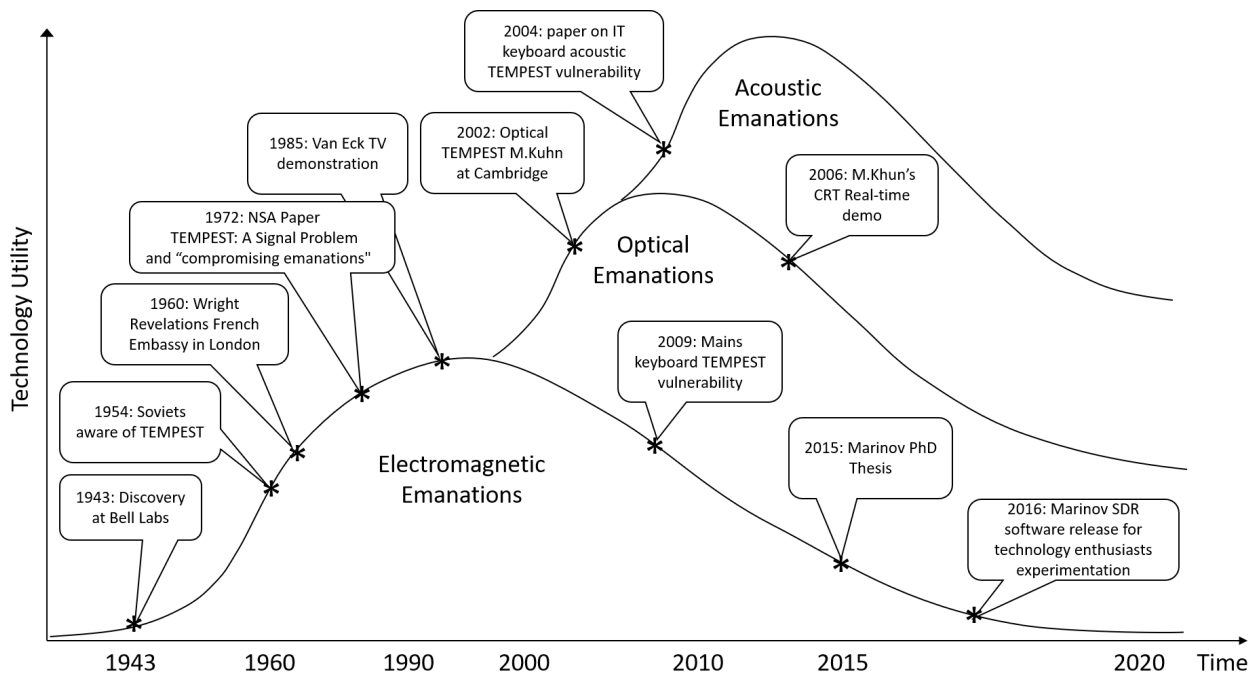 2004: paper on IT
keyboard acoustic
TEMPEST vulnerability
Acoustic
Emanations
1985: Van Eck TV
demonstration
2002: Optical
TEMPEST M.Kuhn
at Cambridge
2006: M.Khun’s
CRT Real-time
demo
1972: NSA Paper
TEMPEST: A Signal Problem
and “compromising emanations"
Optical
Emanations
1960: Wright
Revelations French
Embassy in London
2009: Mains
keyboard TEMPEST
vulnerability
1954: Soviets
aware of TEMPEST
Electromagnetic
Emanations
2015: Marinov PhD
Thesis
1943: Discovery
at Bell Labs
2016: Marinov SDR
software release for
technology enthusiasts
experimentation
Technology Utility
1943 1960 1990 2000 2010 2015 2020 Time